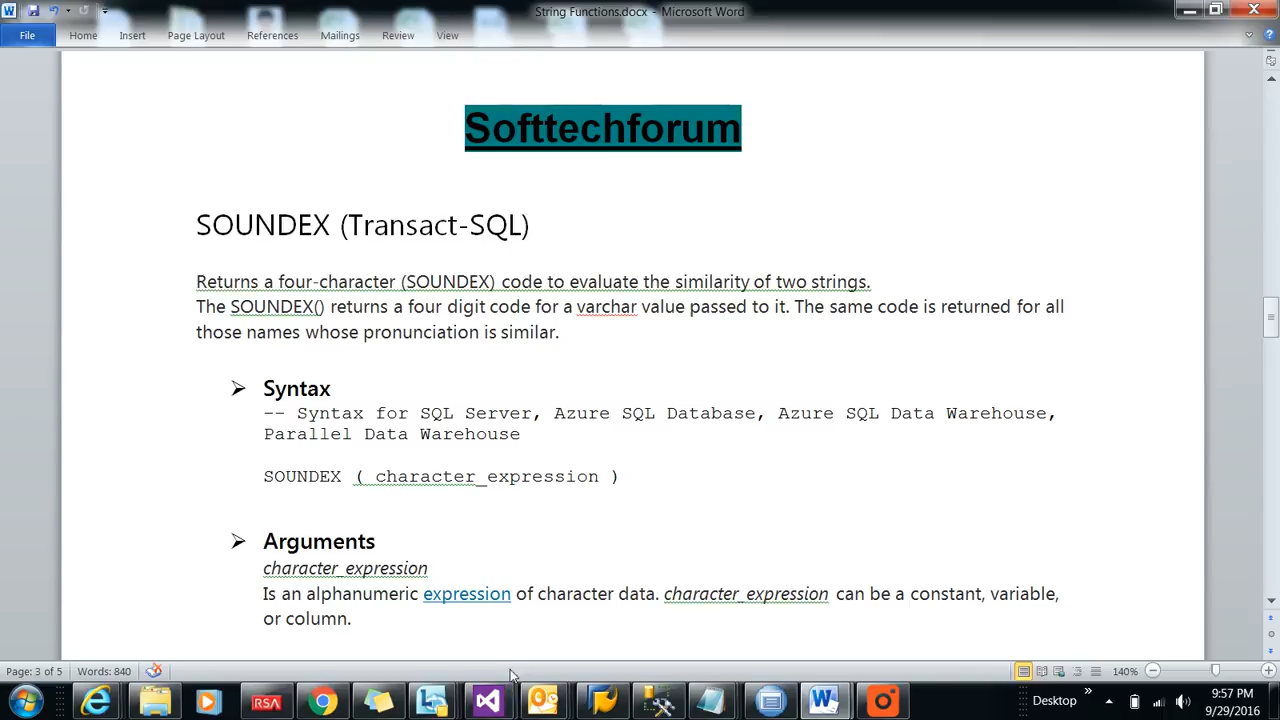 String Functions.docx - Microsoft Word
File Home Insert Page Layout References Mailings Review View
Softtechforum
SOUNDEX (Transact-SQL)
Returns a four-character (SOUNDEX) code to evaluate the similarity of two strings.
The SOUNDEX() returns a four digit code for a varchar value passed to it. The same code is returned for all
those names whose pronunciation is similar.
Syntax
-- Syntax for SQL Server, Azure SQL Database, Azure SQL Data Warehouse,
Parallel Data Warehouse
SOUNDEX ( character_expression )
Arguments
character_expression
Is an alphanumeric expression of character data. character_expression can be a constant, variable,
or column.
Page: 3 of 5 Words: 840 140%
RSA Desktop » 9:57 PM
9/29/2016